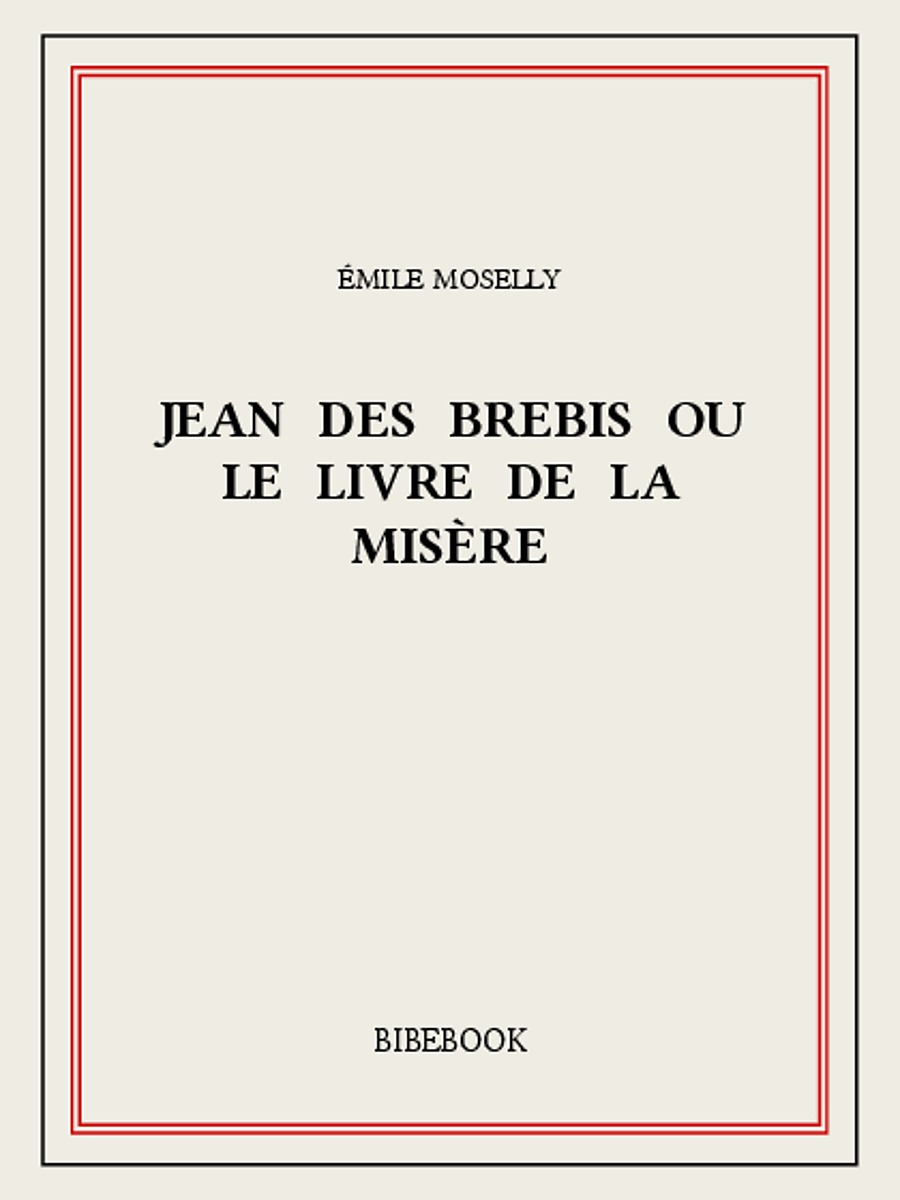 ÉMILE MOSELLY
JEAN DES BREBIS OU
LE LIVRE DE LA
MISÈRE
BIBEBOOK